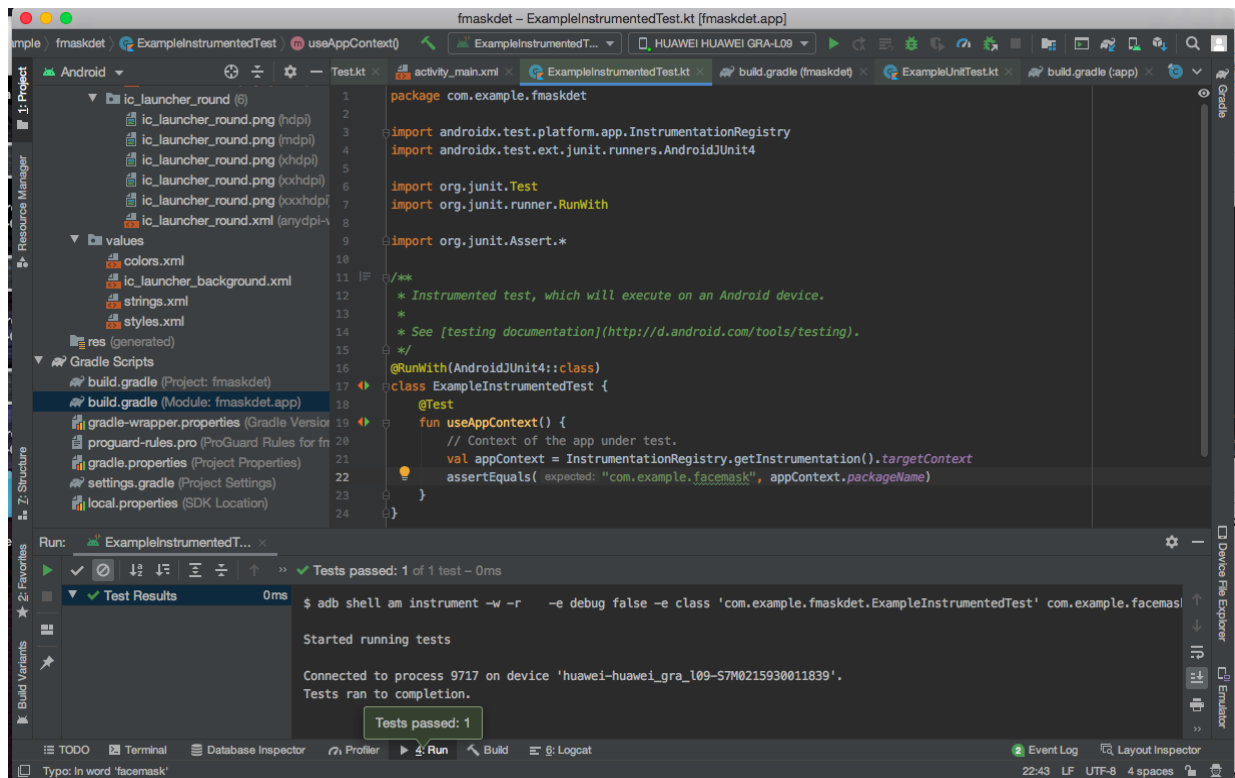 fmaskdet – ExampleInstrumentedTest.kt [fmaskdet.app]
mple fmaskdet ExampleInstrumentedTest useAppContext() ExampleInstrumentedT... HUAWEI HUAWEI GRA-L09
Android Test.kt activity_main.xml ExampleInstrumentedTest.kt build.gradle (fmaskdet) ExampleUnitTest.kt build.gradle (:app)
1: Project
Resource Manager
Z: Structure
2: Favorites
Build Variants
ic_launcher_round (6)
ic_launcher_round.png (hdpi)
ic_launcher_round.png (mdpi)
ic_launcher_round.png (xhdpi)
ic_launcher_round.png (xxhdpi)
ic_launcher_round.png (xxxhdpi
ic_launcher_round.xml (anydpi-v
values
colors.xml
ic_launcher_background.xml
strings.xml
styles.xml
res (generated)
Gradle Scripts
build.gradle (Project: fmaskdet)
build.gradle (Module: fmaskdet.app)
gradle-wrapper.properties (Gradle Version
proguard-rules.pro (ProGuard Rules for fm
gradle.properties (Project Properties)
settings.gradle (Project Settings)
local.properties (SDK Location)
1 package com.example.fmaskdet
2
3 import androidx.test.platform.app.InstrumentationRegistry
4 import androidx.test.ext.junit.runners.AndroidJUnit4
5
6 import org.junit.Test
7 import org.junit.runner.RunWith
8
9 import org.junit.Assert.*
10
11 /**
12 * Instrumented test, which will execute on an Android device.
13 *
14 * See [testing documentation](http://d.android.com/tools/testing).
15 */
16 @RunWith(AndroidJUnit4::class)
17 class ExampleInstrumentedTest {
18 @Test
19 fun useAppContext() {
20 // Context of the app under test.
21 val appContext = InstrumentationRegistry.getInstrumentation().targetContext
22 assertEquals( expected: "com.example.facemask", appContext.packageName)
23 }
24 }
Gradle
Device File Explorer
Emulator
Run: ExampleInstrumentedT...
Tests passed: 1 of 1 test – 0ms
Test Results 0ms
$ adb shell am instrument -w -r -e debug false -e class 'com.example.fmaskdet.ExampleInstrumentedTest' com.example.facemas
Started running tests
Connected to process 9717 on device 'huawei-huawei_gra_l09-S7M0215930011839'.
Tests ran to completion.
Tests passed: 1
TODO Terminal Database Inspector Profiler 4: Run Build 6: Logcat 2 Event Log Layout Inspector
Typo: In word 'facemask' 22:43 LF UTF-8 4 spaces